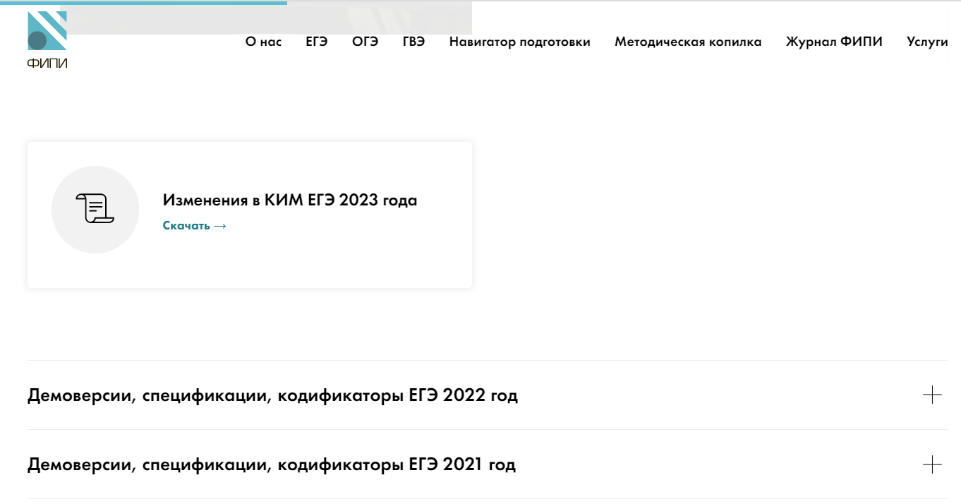 ФИПИ
О нас ЕГЭ ОГЭ ГВЭ Навигатор подготовки Методическая копилка Журнал ФИПИ Услуги
Изменения в КИМ ЕГЭ 2023 года
Скачать →
Демоверсии, спецификации, кодификаторы ЕГЭ 2022 год
Демоверсии, спецификации, кодификаторы ЕГЭ 2021 год